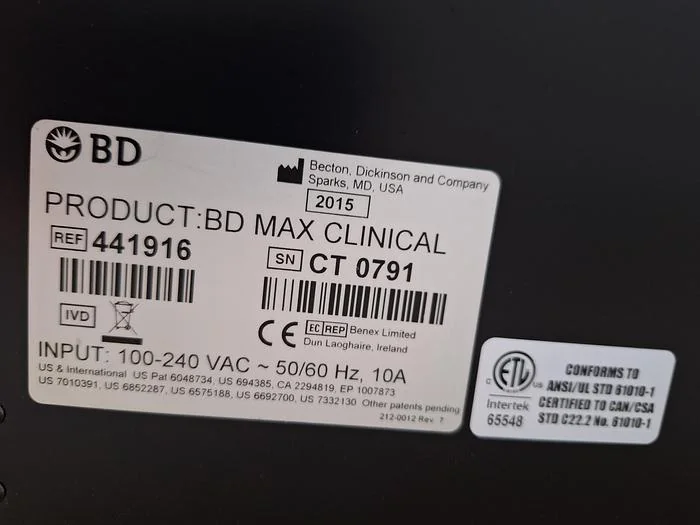 BD
Becton, Dickinson and Company
Sparks, MD, USA
2015
PRODUCT:BD MAX CLINICAL
REF 441916
SN CT 0791
IVD
CE
EC REP Benex Limited
Dun Laoghaire, Ireland
INPUT: 100-240 VAC ~ 50/60 Hz, 10A
US & International US Pat 6048734, US 694385, CA 2294819, EP 1007873
US 7010391, US 6852287, US 6575188, US 6692700, US 7332130 Other patents pending
212-0012 Rev. 7
C ETL US
Intertek
65548
CONFORMS TO
ANSI/UL STD 61010-1
CERTIFIED TO CAN/CSA
STD C22.2 No. 61010-1